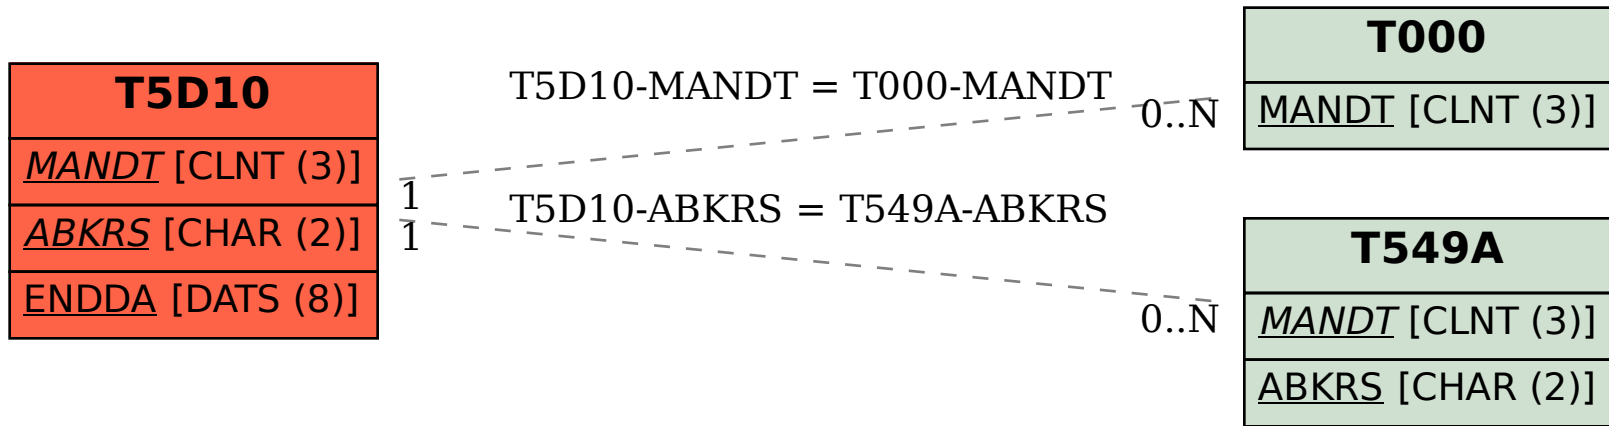 T5D10
MANDT [CLNT (3)]
ABKRS [CHAR (2)]
ENDDA [DATS (8)]
T5D10-MANDT = T000-MANDT
0..N
1
T5D10-ABKRS = T549A-ABKRS
1
0..N
T000
MANDT [CLNT (3)]
T549A
MANDT [CLNT (3)]
ABKRS [CHAR (2)]